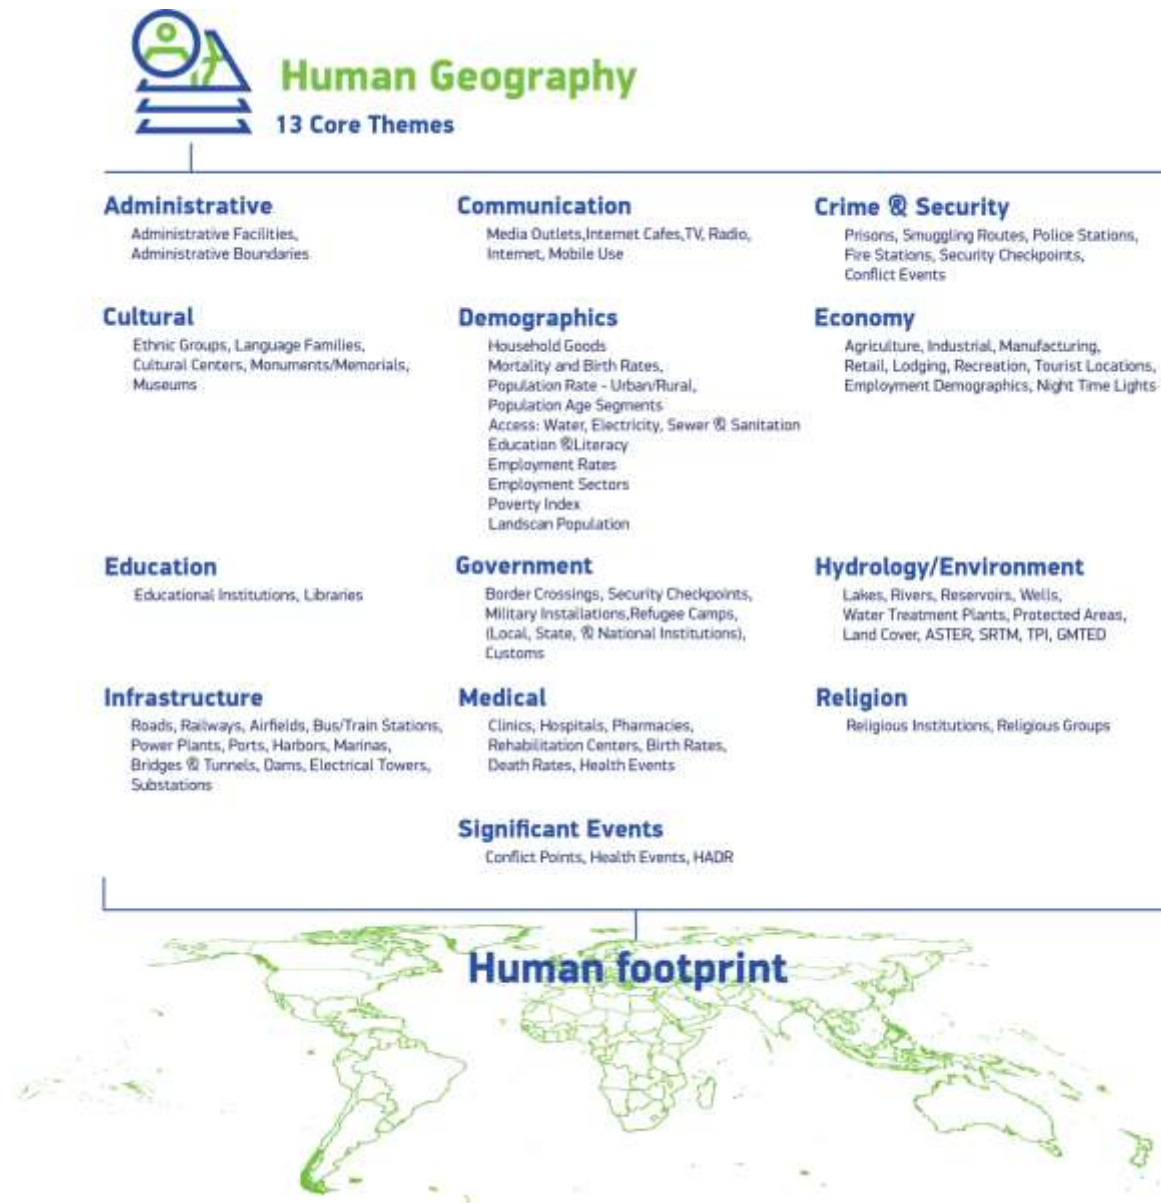 Human Geography
13 Core Themes
Administrative
Administrative Facilities,
Administrative Boundaries
Communication
Media Outlets,Internet Cafes,TV, Radio,
Internet, Mobile Use
Crime & Security
Prisons, Smuggling Routes, Police Stations,
Fire Stations, Security Checkpoints,
Conflict Events
Cultural
Ethnic Groups, Language Families,
Cultural Centers, Monuments/Memorials,
Museums
Demographics
Household Goods
Mortality and Birth Rates,
Population Rate - Urban/Rural,
Population Age Segments
Access: Water, Electricity, Sewer & Sanitation
Education &Literacy
Employment Rates
Employment Sectors
Poverty Index
Landscan Population
Economy
Agriculture, Industrial, Manufacturing,
Retail, Lodging, Recreation, Tourist Locations,
Employment Demographics, Night Time Lights
Education
Educational Institutions, Libraries
Government
Border Crossings, Security Checkpoints,
Military Installations,Refugee Camps,
(Local, State, & National Institutions),
Customs
Hydrology/Environment
Lakes, Rivers, Reservoirs, Wells,
Water Treatment Plants, Protected Areas,
Land Cover, ASTER, SRTM, TPI, GMTED
Infrastructure
Roads, Railways, Airfields, Bus/Train Stations,
Power Plants, Ports, Harbors, Marinas,
Bridges & Tunnels, Dams, Electrical Towers,
Substations
Medical
Clinics, Hospitals, Pharmacies,
Rehabilitation Centers, Birth Rates,
Death Rates, Health Events
Religion
Religious Institutions, Religious Groups
Significant Events
Conflict Points, Health Events, HADR
Human footprint